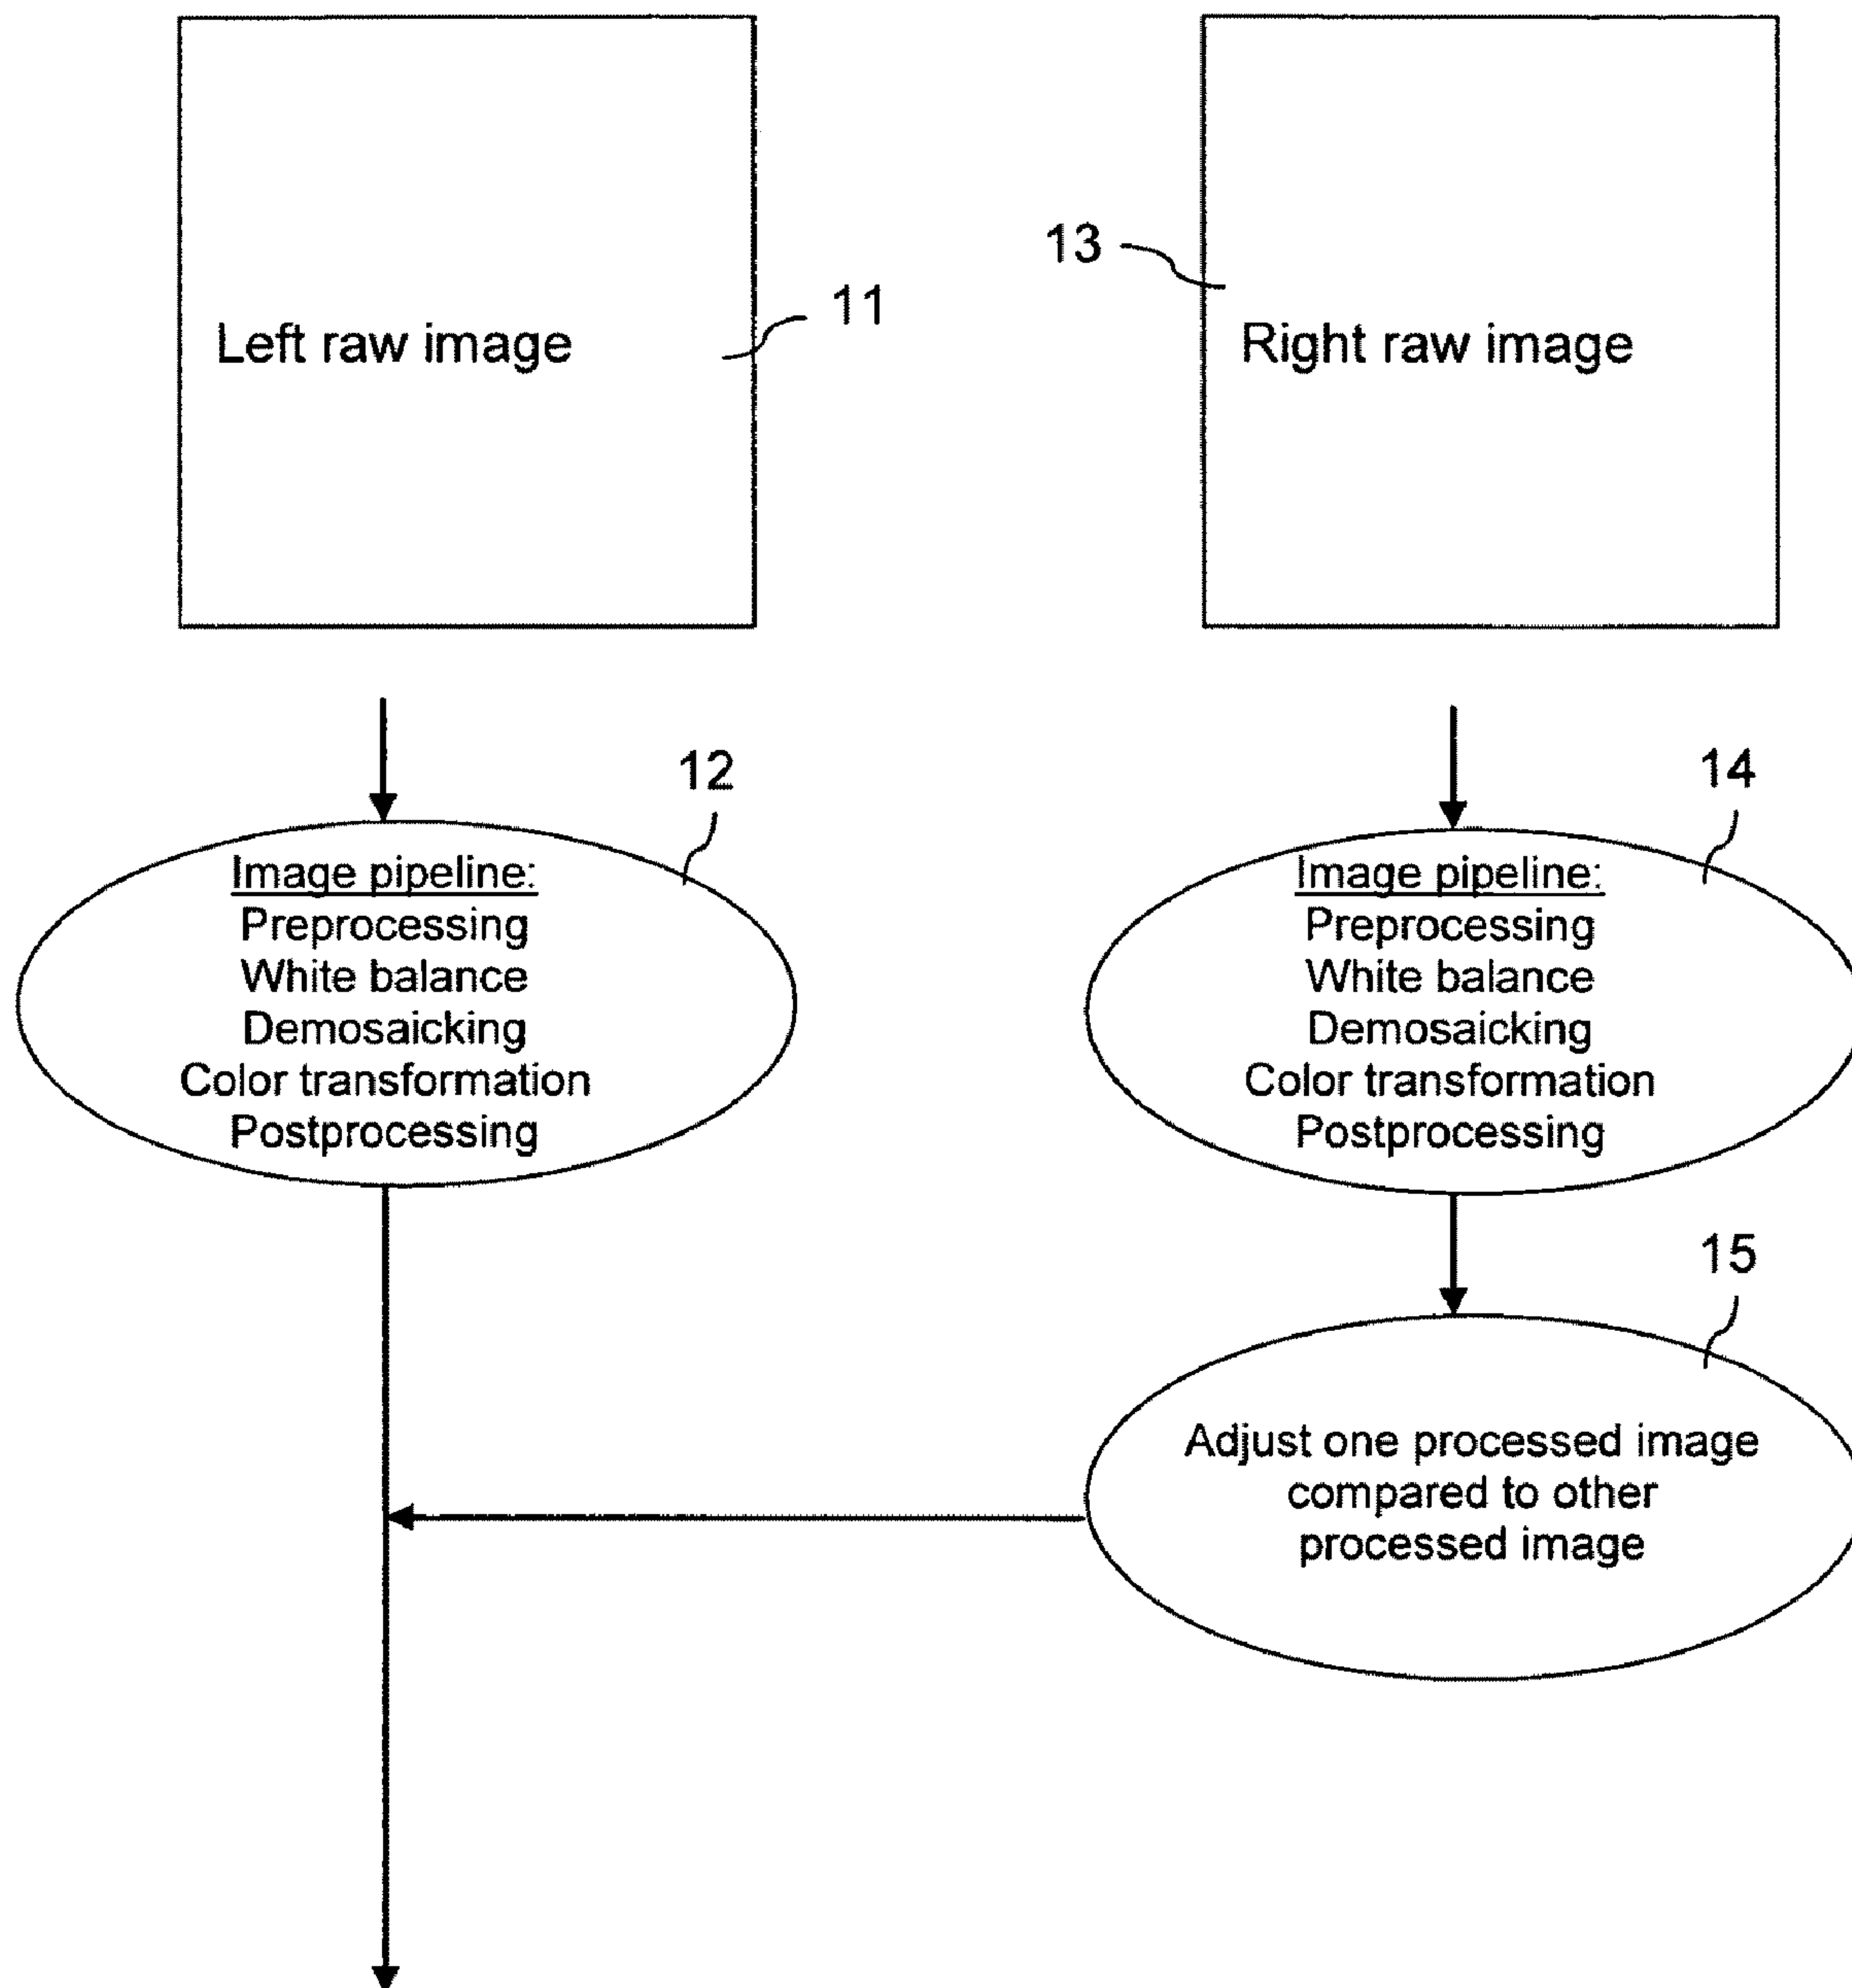 Left raw image
11
13
Right raw image
12
Image pipeline:
Preprocessing
White balance
Demosaicking
Color transformation
Postprocessing
14
Image pipeline:
Preprocessing
White balance
Demosaicking
Color transformation
Postprocessing
15
Adjust one processed image
compared to other
processed image